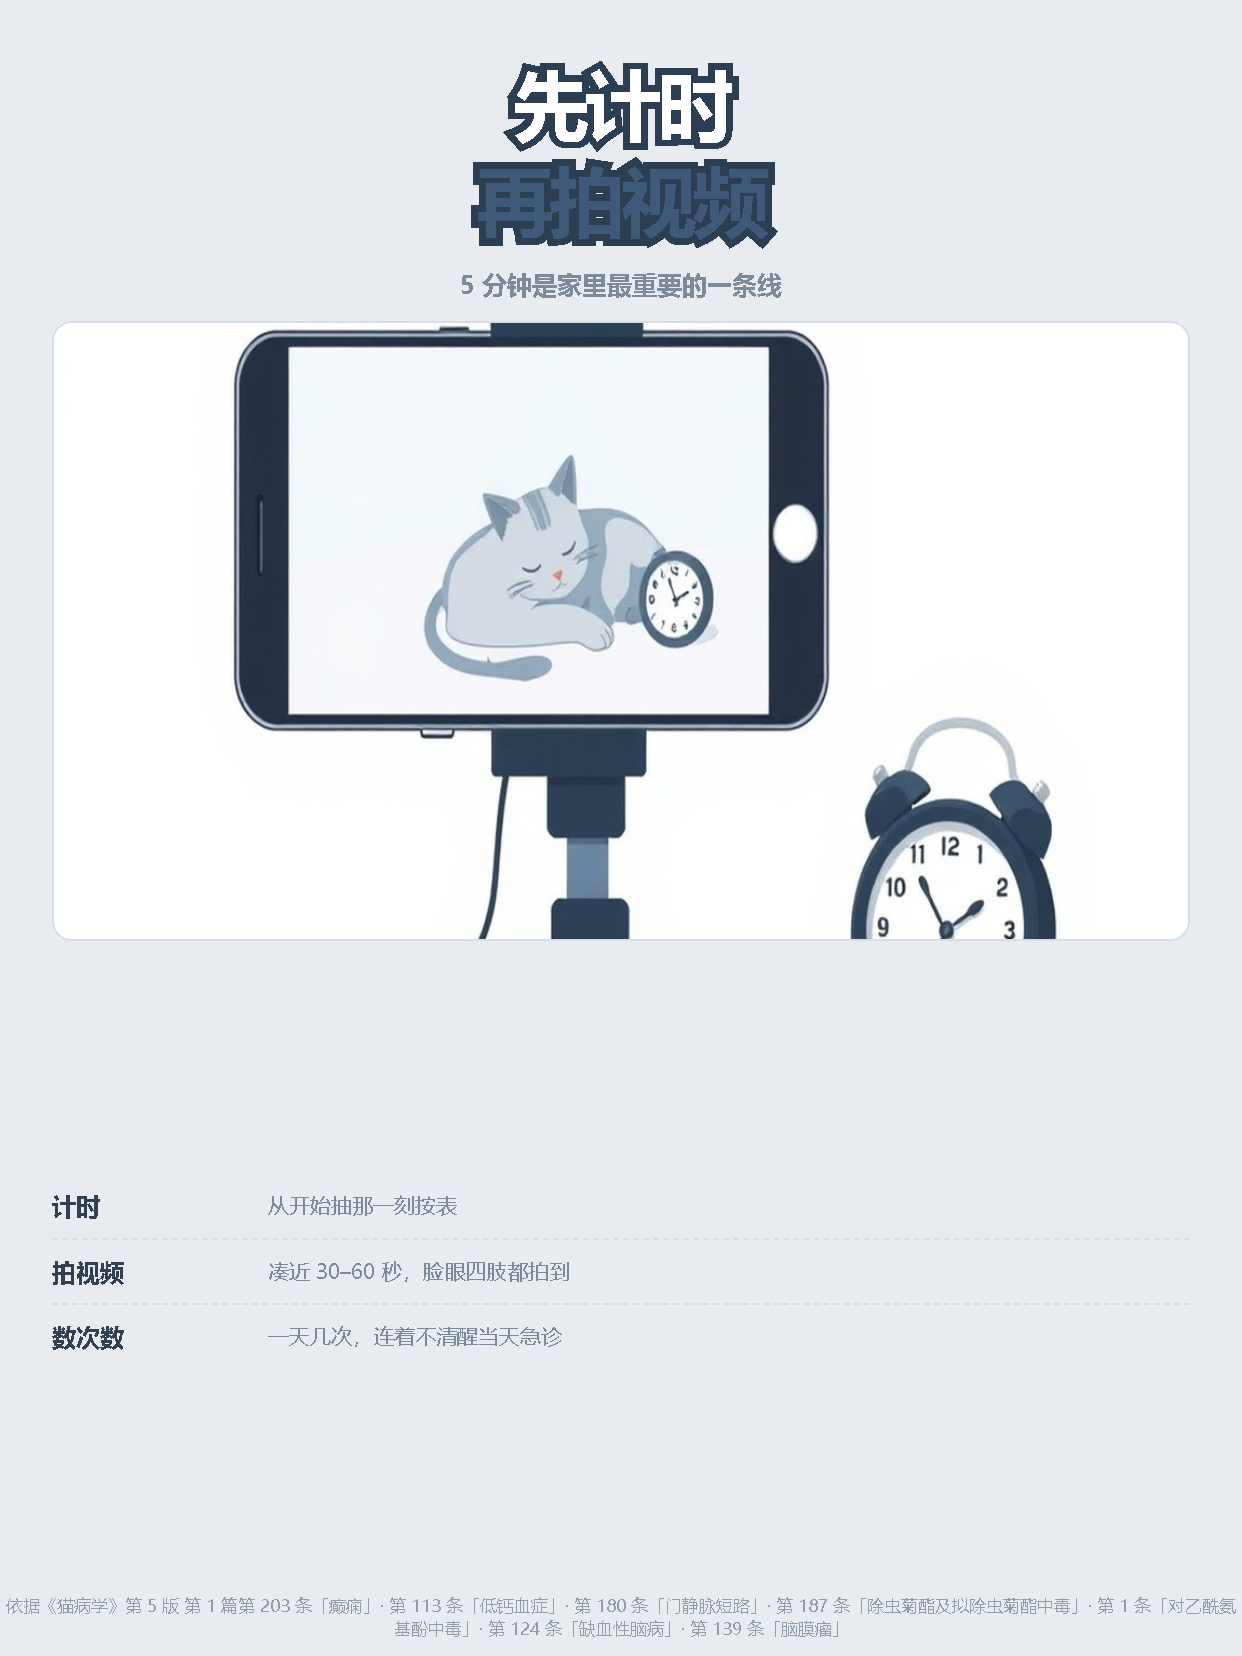 先计时
再拍视频
5 分钟是家里最重要的一条线
11 12 1
10 2
9 3
计时 从开始抽那一刻按表
拍视频 凑近 30–60 秒，脸眼四肢都拍到
数次数 一天几次，连着不清醒当天急诊
依据《猫病学》第 5 版 第 1 篇第 203 条「癫痫」· 第 113 条「低钙血症」· 第 180 条「门静脉短路」· 第 187 条「除虫菊酯及拟除虫菊酯中毒」· 第 1 条「对乙酰氨
基酚中毒」· 第 124 条「缺血性脑病」· 第 139 条「脑膜瘤」